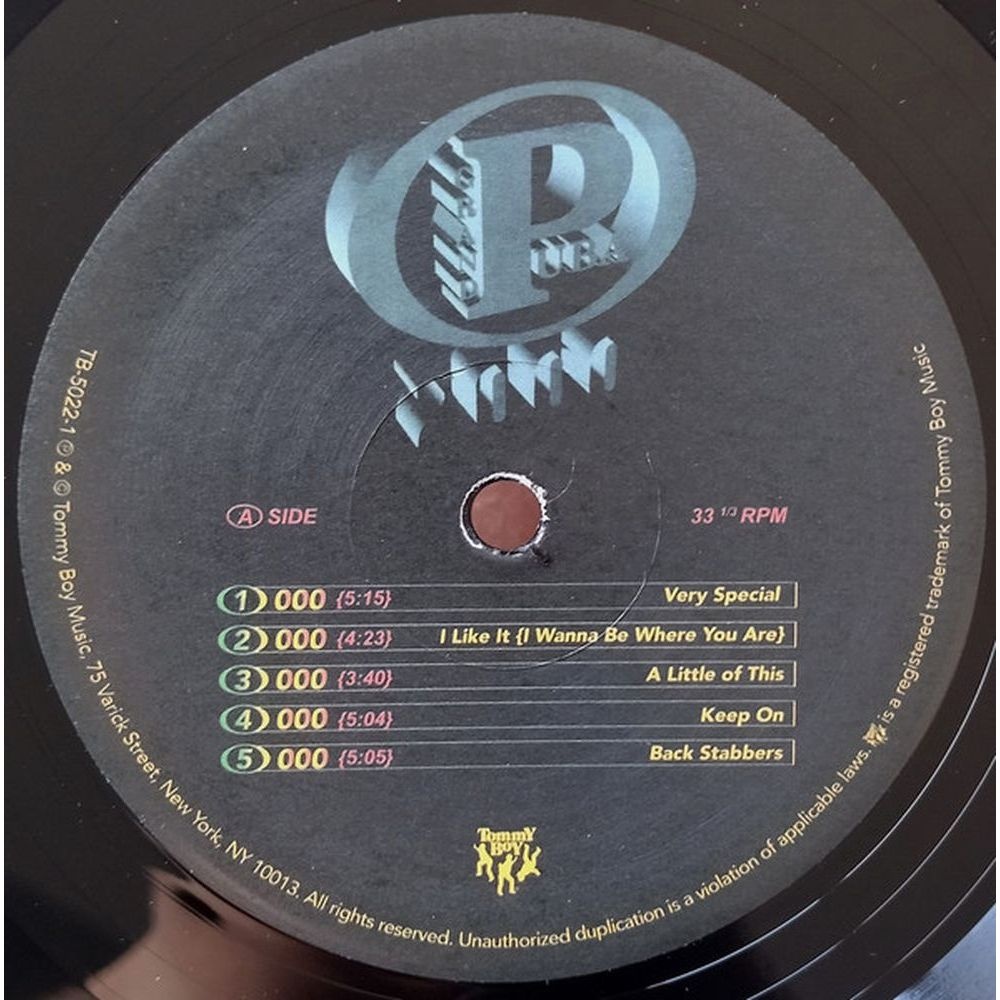 GRAND
PUBA
A SIDE
33 1/3 RPM
1 000 {5:15} Very Special
2 000 {4:23} I Like It {I Wanna Be Where You Are}
3 000 {3:40} A Little of This
4 000 {5:04} Keep On
5 000 {5:05} Back Stabbers
Tommy
Boy
TB-5022-1 ℗ & © Tommy Boy Music, 75 Varick Street, New York, NY 10013. All rights reserved. Unauthorized duplication is a violation of applicable laws. is a registered trademark of Tommy Boy Music